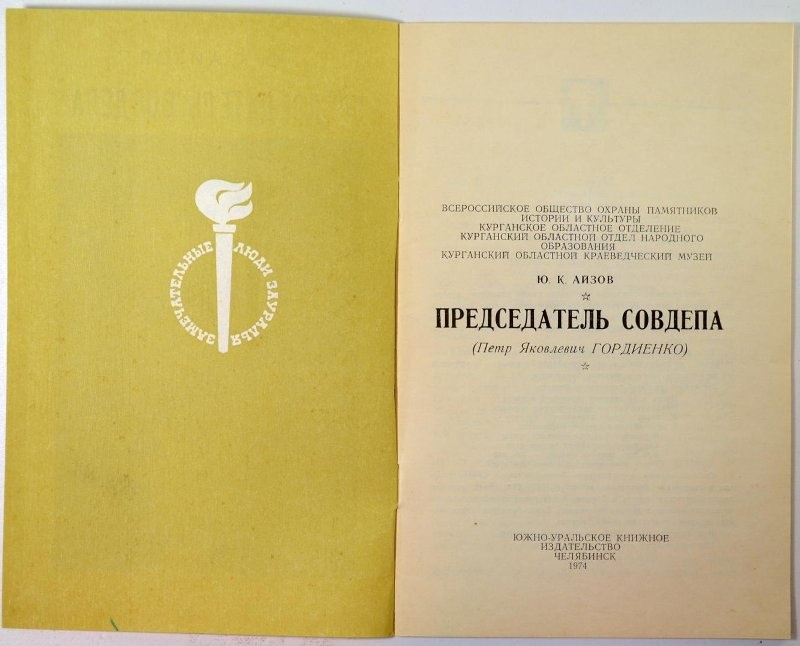 ЗАМЕЧАТЕЛЬНЫЕ
ЛЮДИ ЗАУРАЛЬЯ
ВСЕРОССИЙСКОЕ ОБЩЕСТВО ОХРАНЫ ПАМЯТНИКОВ
ИСТОРИИ И КУЛЬТУРЫ
КУРГАНСКОЕ ОБЛАСТНОЕ ОТДЕЛЕНИЕ
КУРГАНСКИЙ ОБЛАСТНОЙ ОТДЕЛ НАРОДНОГО
ОБРАЗОВАНИЯ
КУРГАНСКИЙ ОБЛАСТНОЙ КРАЕВЕДЧЕСКИЙ МУЗЕЙ
Ю. К. АИЗОВ
ПРЕДСЕДАТЕЛЬ СОВДЕПА
(Петр Яковлевич ГОРДИЕНКО)
ЮЖНО-УРАЛЬСКОЕ КНИЖНОЕ
ИЗДАТЕЛЬСТВО
ЧЕЛЯБИНСК
1974